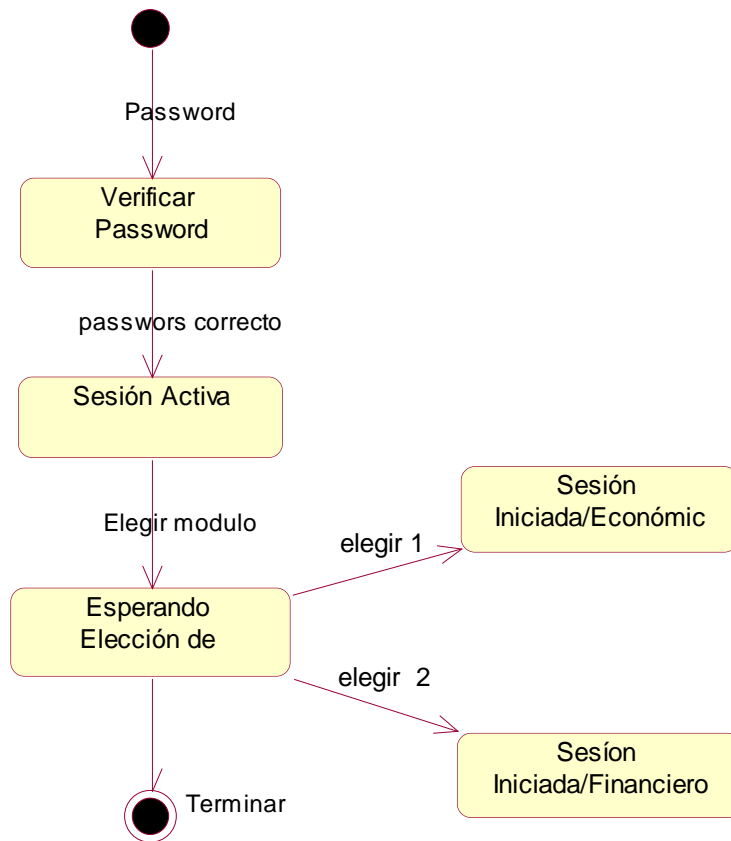 Password
Verificar
Password
passwors correcto
Sesión Activa
Elegir modulo
Sesión
Iniciada/Económic
elegir 1
Esperando
Elección de
elegir 2
Sesíon
Iniciada/Financiero
Terminar